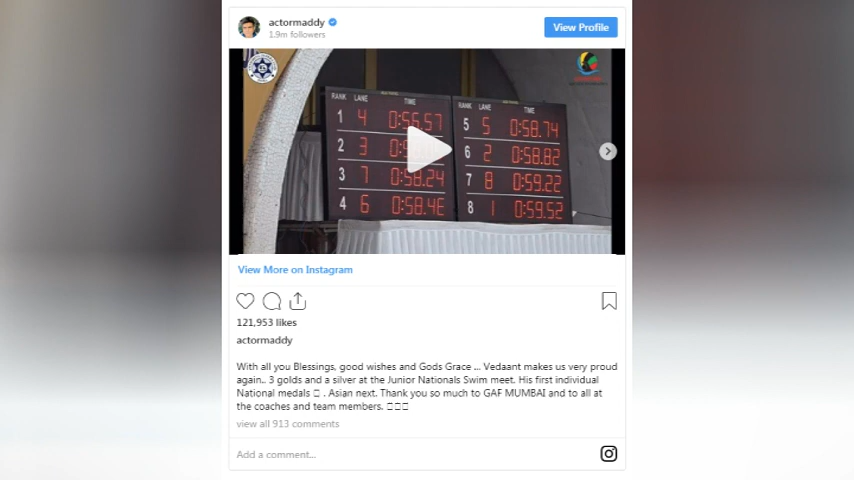 actormaddy
1.9m followers
View Profile
RANK LANE TIME
1 4 0:56.57
2 3
3 7 0:58.24
4 6 0:58.4E
RANK LANE TIME
5 5 0:58.74
6 2 0:58.82
7 8 0:59.22
8 1 0:59.52
View More on Instagram
121,953 likes
actormaddy
With all you Blessings, good wishes and Gods Grace ... Vedaant makes us very proud
again.. 3 golds and a silver at the Junior Nationals Swim meet. His first individual
National medals □ . Asian next. Thank you so much to GAF MUMBAI and to all at
the coaches and team members. □□□
view all 913 comments
Add a comment...